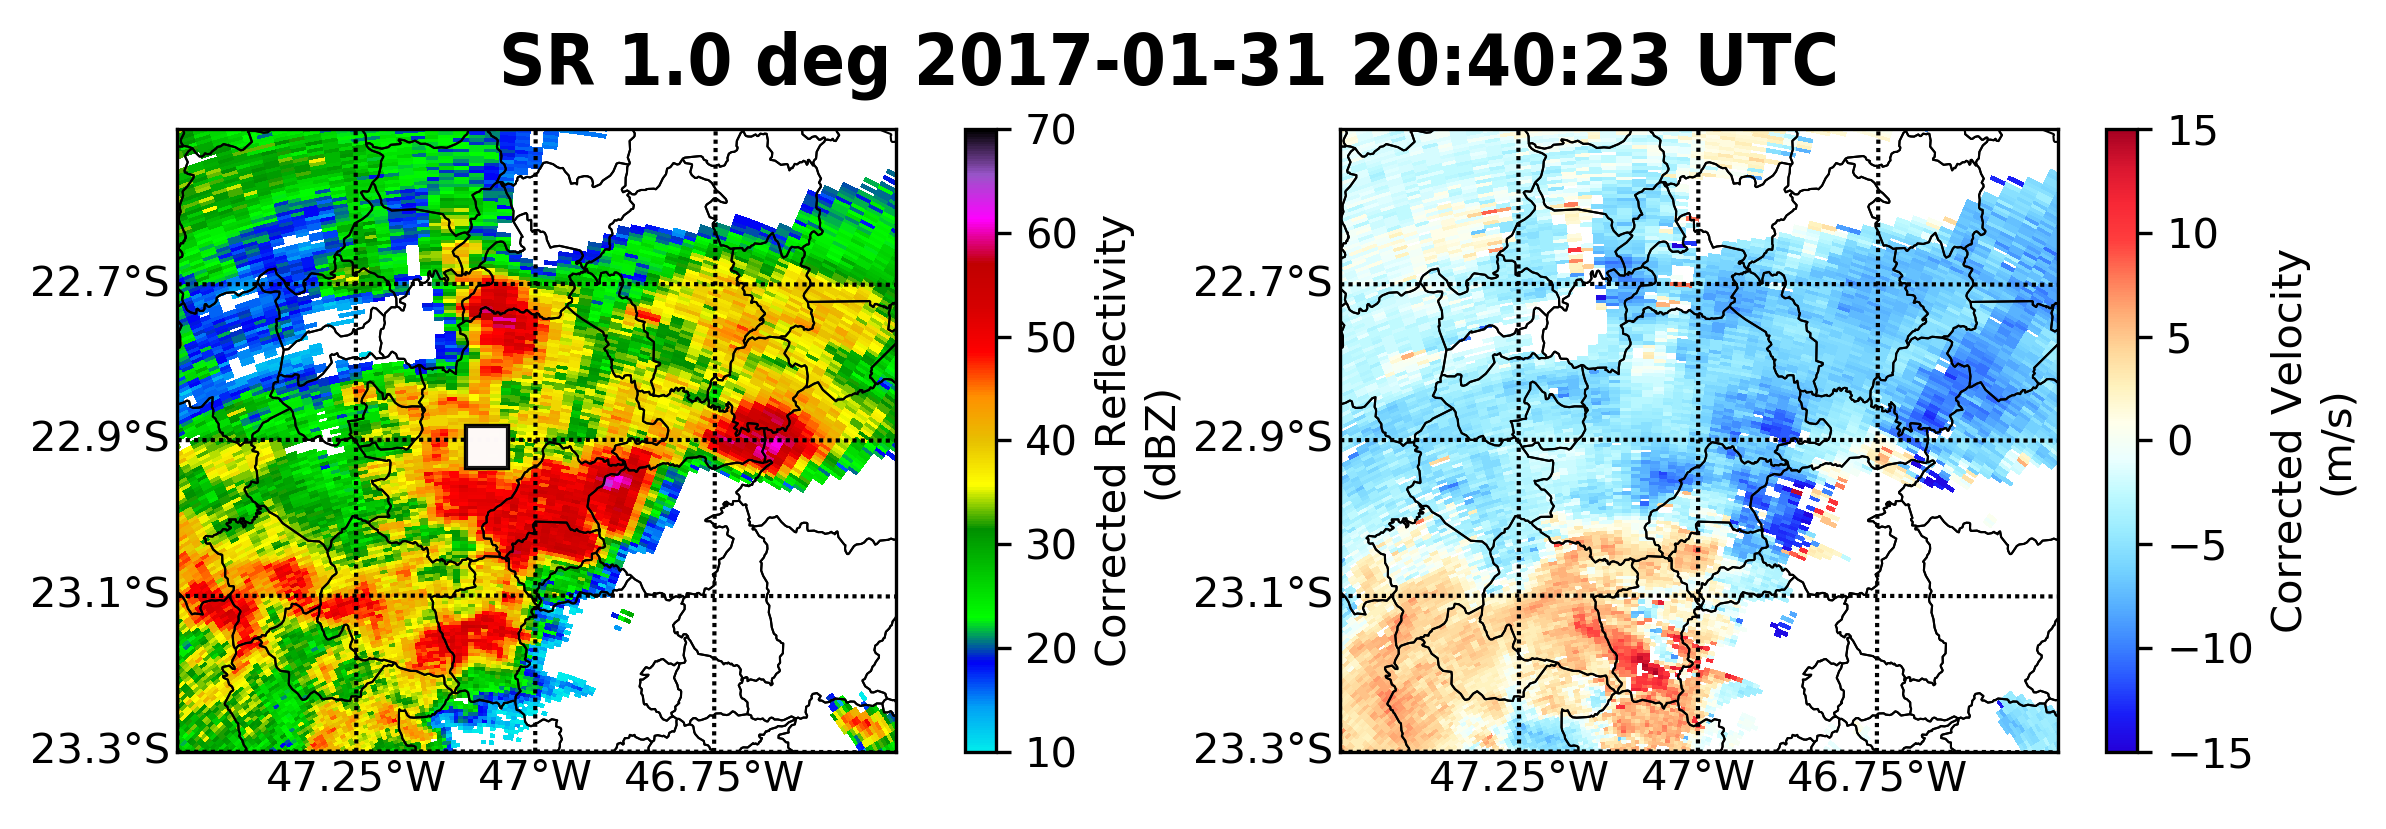 SR 1.0 deg 2017-01-31 20:40:23 UTC
22.7°S
22.9°S
23.1°S
23.3°S
47.25°W 47°W 46.75°W
70
60
50
40
30
20
10
Corrected Reflectivity
(dBZ)
22.7°S
22.9°S
23.1°S
23.3°S
47.25°W 47°W 46.75°W
15
10
5
0
−5
−10
−15
Corrected Velocity
(m/s)